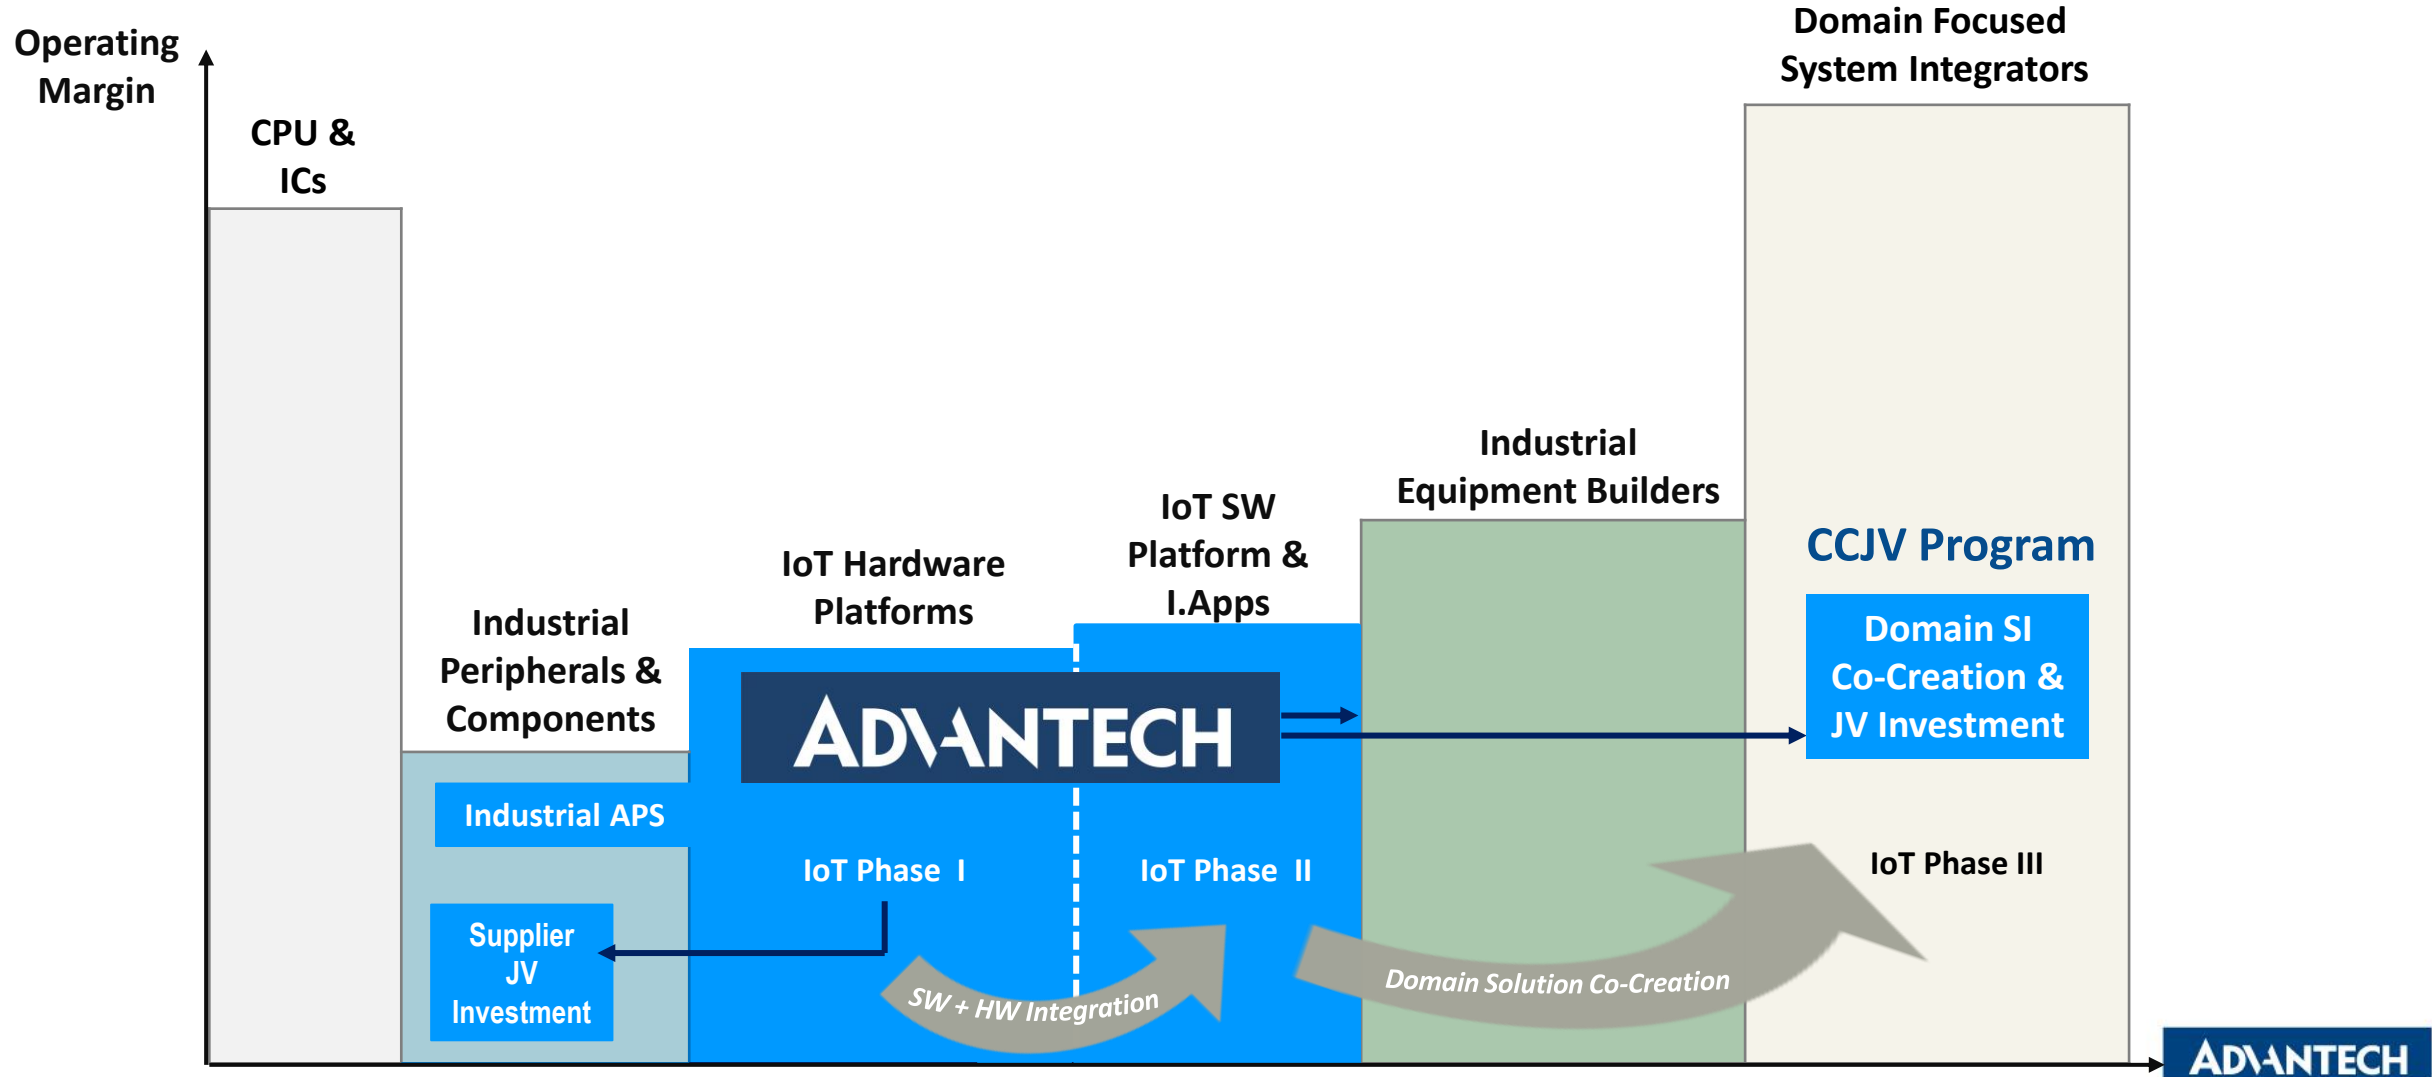 Operating
Margin
CPU &
ICs
Industrial
Peripherals &
Components
IoT Hardware
Platforms
IoT SW
Platform &
I.Apps
Industrial
Equipment Builders
Domain Focused
System Integrators
CCJV Program
Domain SI
Co-Creation &
JV Investment
ADVANTECH
Industrial APS
IoT Phase I
IoT Phase II
IoT Phase III
Supplier
JV
Investment
SW + HW Integration
Domain Solution Co-Creation
ADVANTECH